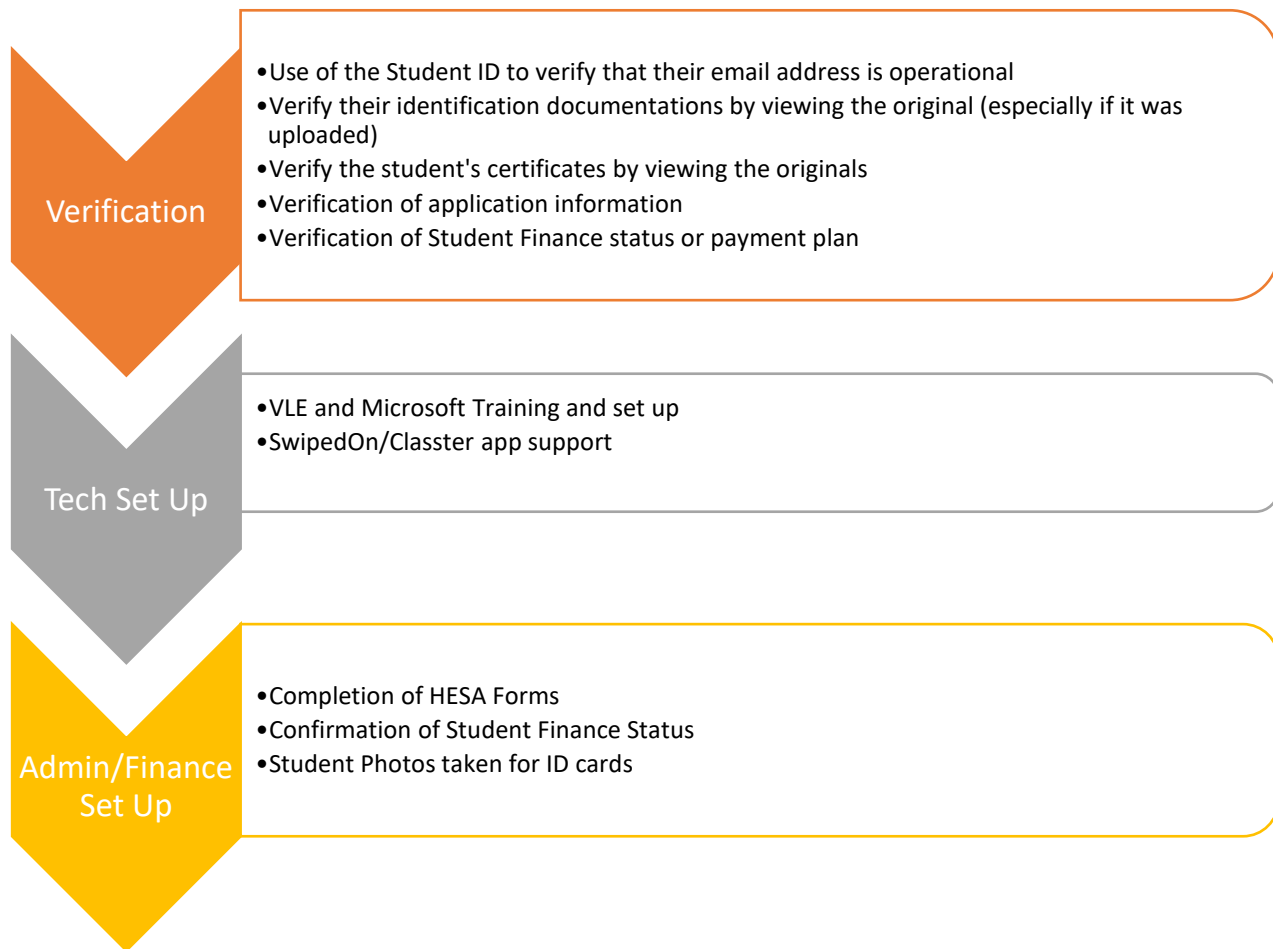 Verification
•Use of the Student ID to verify that their email address is operational
•Verify their identification documentations by viewing the original (especially if it was
uploaded)
•Verify the student's certificates by viewing the originals
•Verification of application information
•Verification of Student Finance status or payment plan
Tech Set Up
•VLE and Microsoft Training and set up
•SwipedOn/Classter app support
Admin/Finance
Set Up
•Completion of HESA Forms
•Confirmation of Student Finance Status
•Student Photos taken for ID cards